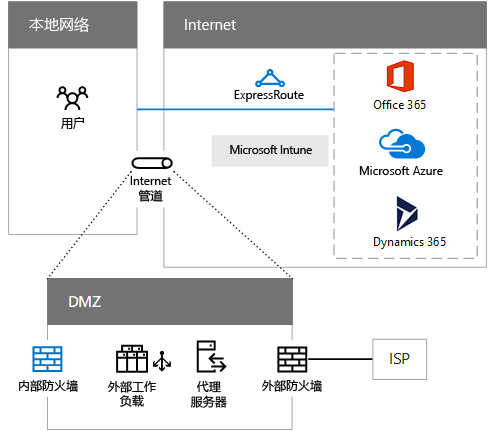 本地网络
Internet
用户
ExpressRoute
Office 365
Microsoft Intune
Microsoft Azure
Dynamics 365
Internet
管道
DMZ
内部防火墙
外部工作
负载
代理
服务器
外部防火墙
ISP